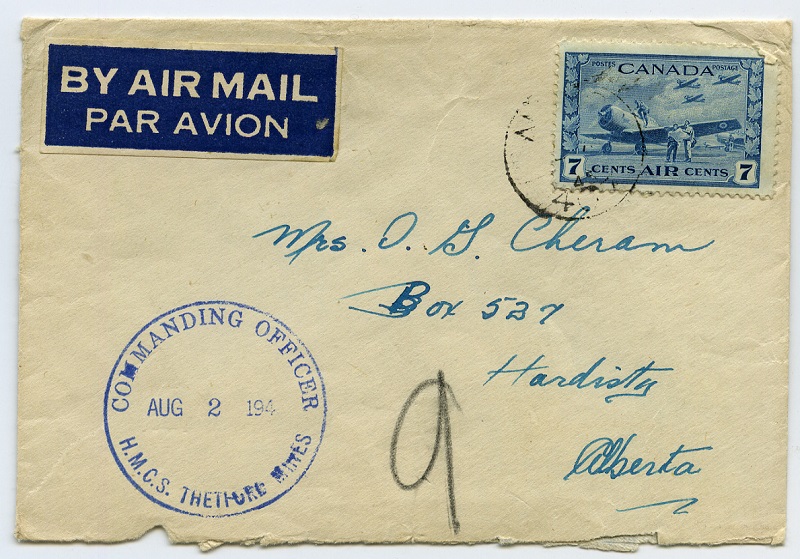 BY AIR MAIL
PAR AVION
POSTES POSTAGE
CANADA
7 CENTS AIR CENTS 7
Mrs. O. G. Cheram
Box 527
Hardisty
Alberta
COMMANDING OFFICER
AUG 2 194
H.M.C.S. THETFORD MINES
9